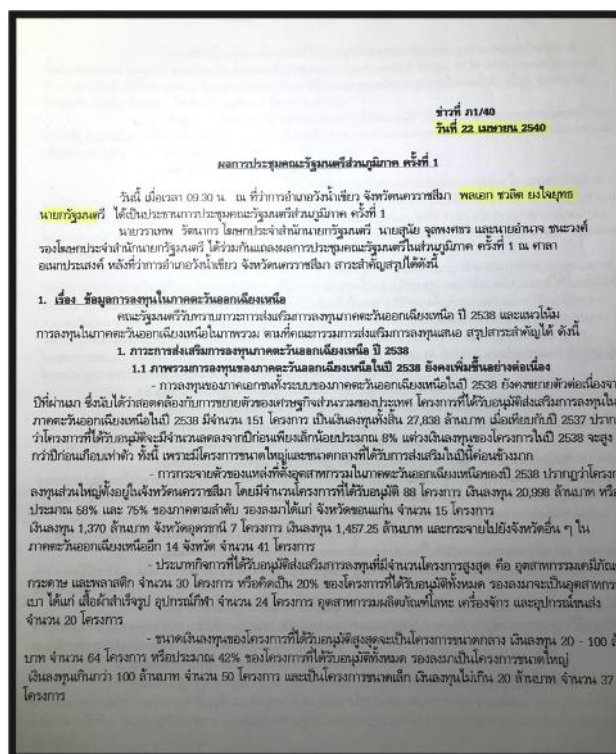 ข่าวที่ ภ1/40
วันที่ 22 เมษายน 2540
ผลการประชุมคณะรัฐมนตรีส่วนภูมิภาค ครั้งที่ 1
วันนี้ เมื่อเวลา 09.30 น. ณ ที่ว่าการอำเภอวังน้ำเขียว จังหวัดนครราชสีมา พลเอก ชวลิต ยงใจยุทธ
นายกรัฐมนตรี ได้เป็นประธานการประชุมคณะรัฐมนตรีส่วนภูมิภาค ครั้งที่ 1
นายวราเทพ รัตนากร โฆษกประจำสำนักนายกรัฐมนตรี นายสุนัย จุลพงศธร และนายอำนาจ ชนะวงศ์
รองโฆษกประจำสำนักนายกรัฐมนตรี ได้ร่วมกันแถลงผลการประชุมคณะรัฐมนตรีในส่วนภูมิภาค ครั้งที่ 1 ณ ศาลา
อเนกประสงค์ หลังที่ว่าการอำเภอวังน้ำเขียว จังหวัดนครราชสีมา สาระสำคัญสรุปได้ดังนี้
1. เรื่อง ข้อมูลการลงทุนในภาคตะวันออกเฉียงเหนือ
คณะรัฐมนตรีรับทราบภาวะการส่งเสริมการลงทุนภาคตะวันออกเฉียงเหนือ ปี 2538 และแนวโน้ม
การลงทุนในภาคตะวันออกเฉียงเหนือในภาพรวม ตามที่คณะกรรมการส่งเสริมการลงทุนเสนอ สรุปสาระสำคัญได้ ดังนี้
1. ภาวะการส่งเสริมการลงทุนภาคตะวันออกเฉียงเหนือ ปี 2538
1.1 ภาพรวมการลงทุนของภาคตะวันออกเฉียงเหนือในปี 2538 ยังคงเพิ่มขึ้นอย่างต่อเนื่อง
- การลงทุนของภาคเอกชนทั้งระบบของภาคตะวันออกเฉียงเหนือในปี 2538 ยังคงขยายตัวต่อเนื่องจา
ปีที่ผ่านมา ซึ่งนับได้ว่าสอดคล้องกับการขยายตัวของเศรษฐกิจส่วนรวมของประเทศ โครงการที่ได้รับอนุมัติส่งเสริมการลงทุนใน
ภาคตะวันออกเฉียงเหนือในปี 2538 มีจำนวน 151 โครงการ เป็นเงินลงทุนทั้งสิ้น 27,838 ล้านบาท เมื่อเทียบกับปี 2537 ปราก
ว่าโครงการที่ได้รับอนุมัติจะมีจำนวนลดลงจากปีก่อนเพียงเล็กน้อยประมาณ 8% แต่วงเงินลงทุนของโครงการในปี 2538 จะสูง
กว่าปีก่อนเกือบเท่าตัว ทั้งนี้ เพราะมีโครงการขนาดใหญ่และขนาดกลางที่ได้รับการส่งเสริมในปีนี้ค่อนข้างมาก
- การกระจายตัวของแหล่งที่ตั้งอุตสาหกรรมในภาคตะวันออกเฉียงเหนือของปี 2538 ปรากฏว่าโครงก
ลงทุนส่วนใหญ่ตั้งอยู่ในจังหวัดนครราชสีมา โดยมีจำนวนโครงการที่ได้รับอนุมัติ 88 โครงการ เงินลงทุน 20,998 ล้านบาท หรือ
ประมาณ 58% และ 75% ของภาคตามลำดับ รองลงมาได้แก่ จังหวัดขอนแก่น จำนวน 15 โครงการ
เงินลงทุน 1,370 ล้านบาท จังหวัดอุดรธานี 7 โครงการ เงินลงทุน 1,457.25 ล้านบาท และกระจายไปยังจังหวัดอื่น ๆ ใน
ภาคตะวันออกเฉียงเหนืออีก 14 จังหวัด จำนวน 41 โครงการ
- ประเภทกิจการที่ได้รับอนุมัติส่งเสริมการลงทุนที่มีจำนวนโครงการสูงสุด คือ อุตสาหกรรมเคมีภัณ
กระดาษ และพลาสติก จำนวน 30 โครงการ หรือคิดเป็น 20% ของโครงการที่ได้รับอนุมัติทั้งหมด รองลงมาจะเป็นอุตสาหกรร
เบา ได้แก่ เสื้อผ้าสำเร็จรูป อุปกรณ์กีฬา จำนวน 24 โครงการ อุตสาหกรรมผลิตภัณฑ์โลหะ เครื่องจักร และอุปกรณ์ขนส่ง
จำนวน 20 โครงการ
- ขนาดเงินลงทุนของโครงการที่ได้รับอนุมัติสูงสุดจะเป็นโครงการขนาดกลาง เงินลงทุน 20 - 100 ล้
บาท จำนวน 64 โครงการ หรือประมาณ 42% ของโครงการที่ได้รับอนุมัติทั้งหมด รองลงมาเป็นโครงการขนาดใหญ่
เงินลงทุนเกินกว่า 100 ล้านบาท จำนวน 50 โครงการ และเป็นโครงการขนาดเล็ก เงินลงทุนไม่เกิน 20 ล้านบาท จำนวน 37
โครงการ